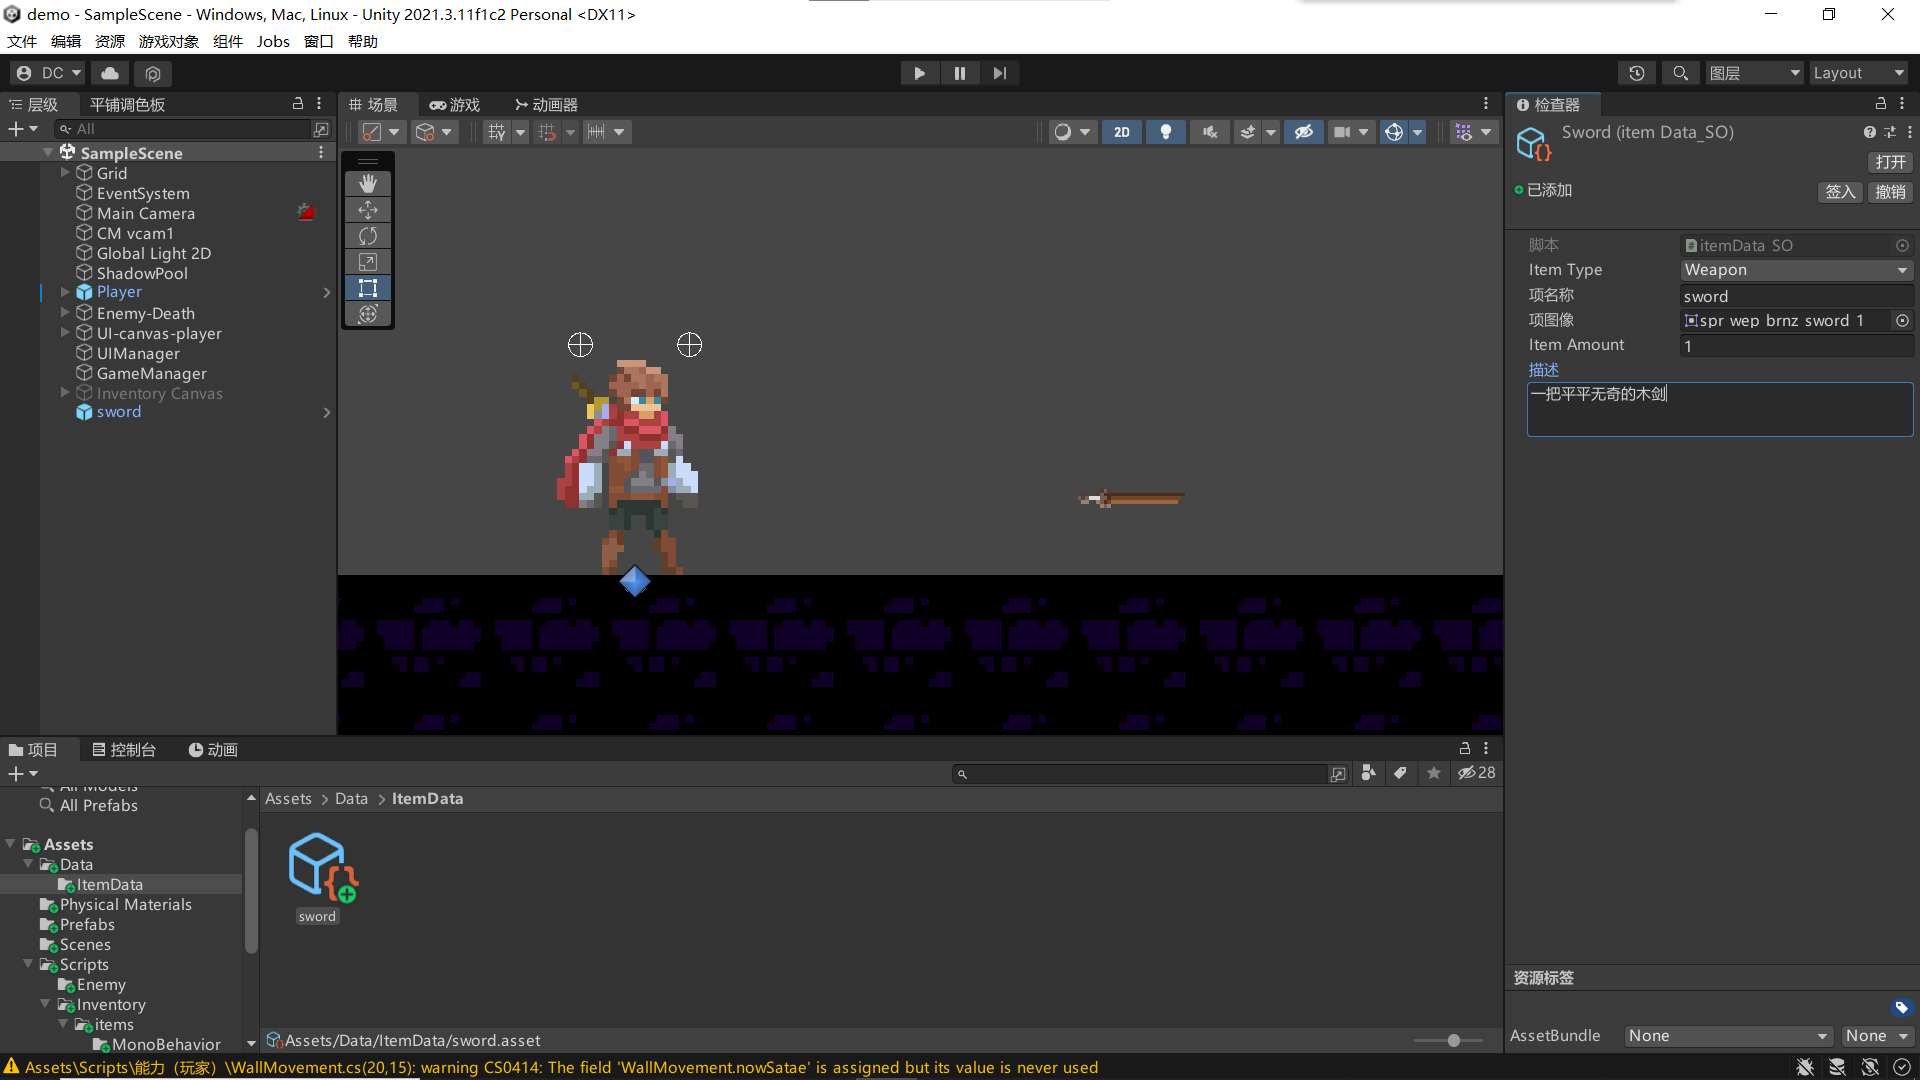 demo - SampleScene - Windows, Mac, Linux - Unity 2021.3.11f1c2 Personal <DX11>
文件 编辑 资源 游戏对象 组件 Jobs 窗口 帮助
DC
图层
Layout
层级 平铺调色板
All
SampleScene
Grid
EventSystem
Main Camera
CM vcam1
Global Light 2D
ShadowPool
Player
Enemy-Death
UI-canvas-player
UIManager
GameManager
Inventory Canvas
sword
场景 游戏 动画器
2D
检查器
Sword (item Data_SO)
打开
已添加
签入 撤销
脚本 itemData SO
Item Type Weapon
项名称 sword
项图像 spr wep brnz sword 1
Item Amount 1
描述
一把平平无奇的木剑
项目 控制台 动画
28
All Models
All Prefabs
Assets
Data
ItemData
Physical Materials
Prefabs
Scenes
Scripts
Enemy
Inventory
items
MonoBehavior
Assets > Data > ItemData
sword
Assets/Data/ItemData/sword.asset
资源标签
AssetBundle None None
Assets\Scripts\能力（玩家）\WallMovement.cs(20,15): warning CS0414: The field 'WallMovement.nowSatae' is assigned but its value is never used